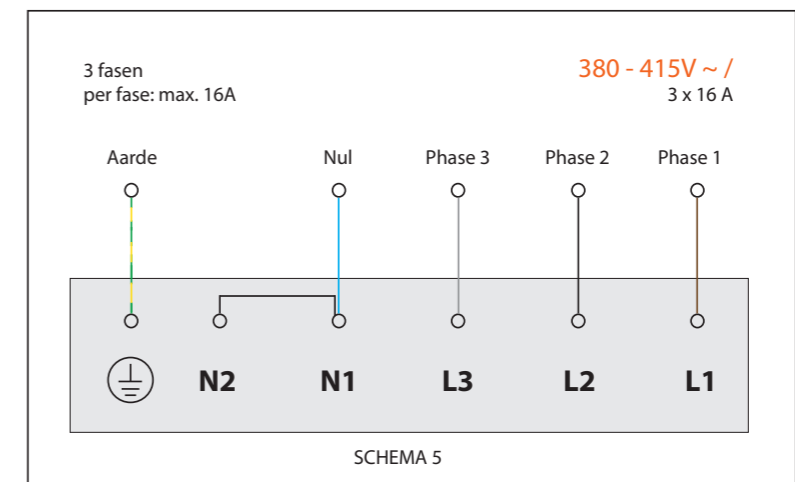 3 fasen
per fase: max. 16A
380 - 415V ~ /
3 x 16 A
Aarde Nul Phase 3 Phase 2 Phase 1
N2 N1 L3 L2 L1
SCHEMA 5